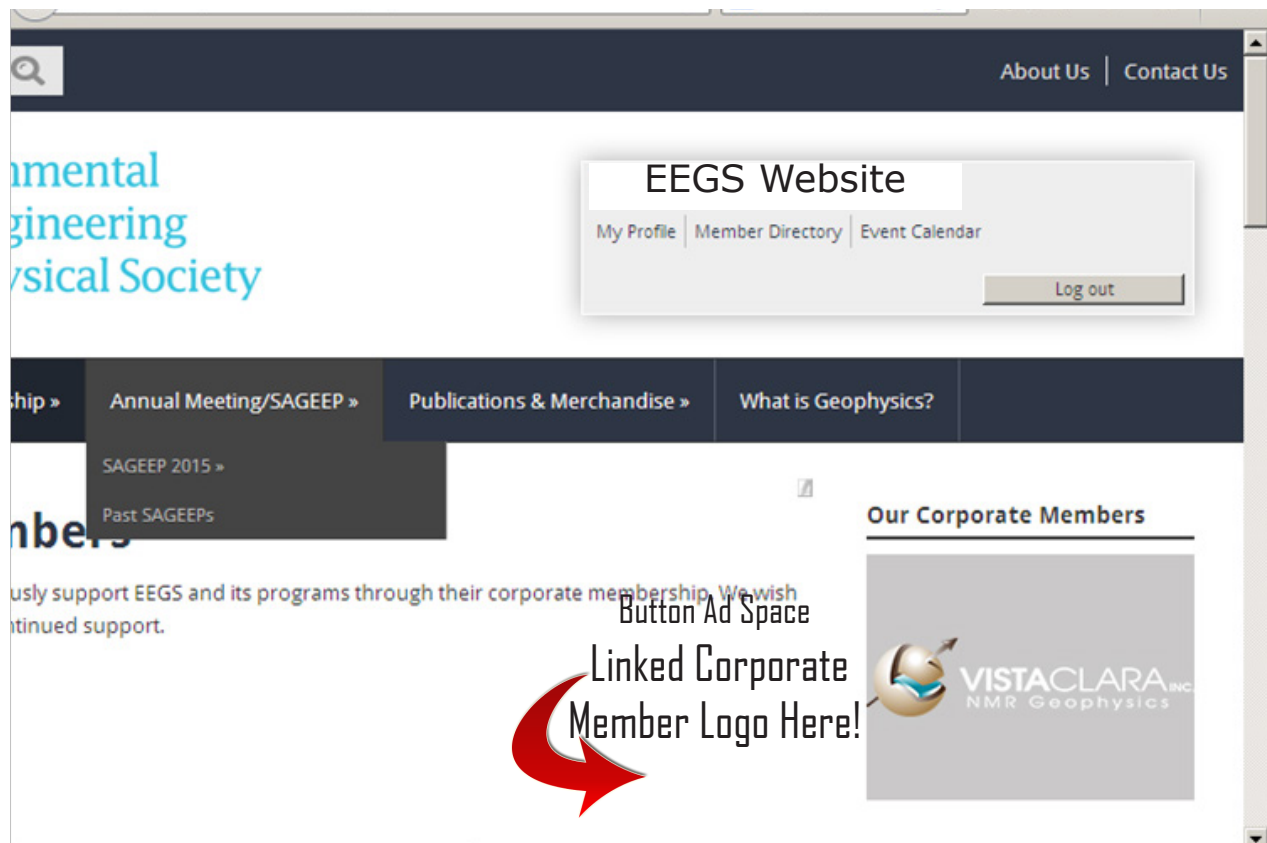 About Us | Contact Us
nmental
gineering
ysical Society
EEGS Website
My Profile | Member Directory | Event Calendar
Log out
ship »
Annual Meeting/SAGEEP »
Publications & Merchandise »
What is Geophysics?
SAGEEP 2015 »
Past SAGEEPs
mbers
Our Corporate Members
usly support EEGS and its programs through their corporate membership. We wish
ntinued support.
Button Ad Space
Linked Corporate
Member Logo Here!
VISTACLARA INC.
NMR Geophysics